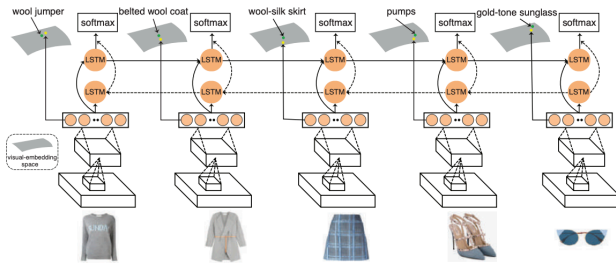 wool jumper
softmax
belted wool coat
softmax
wool-silk skirt
softmax
pumps
softmax
gold-tone sunglass
softmax
LSTM
LSTM
LSTM
LSTM
LSTM
LSTM
LSTM
LSTM
LSTM
LSTM
visual-embedding
space